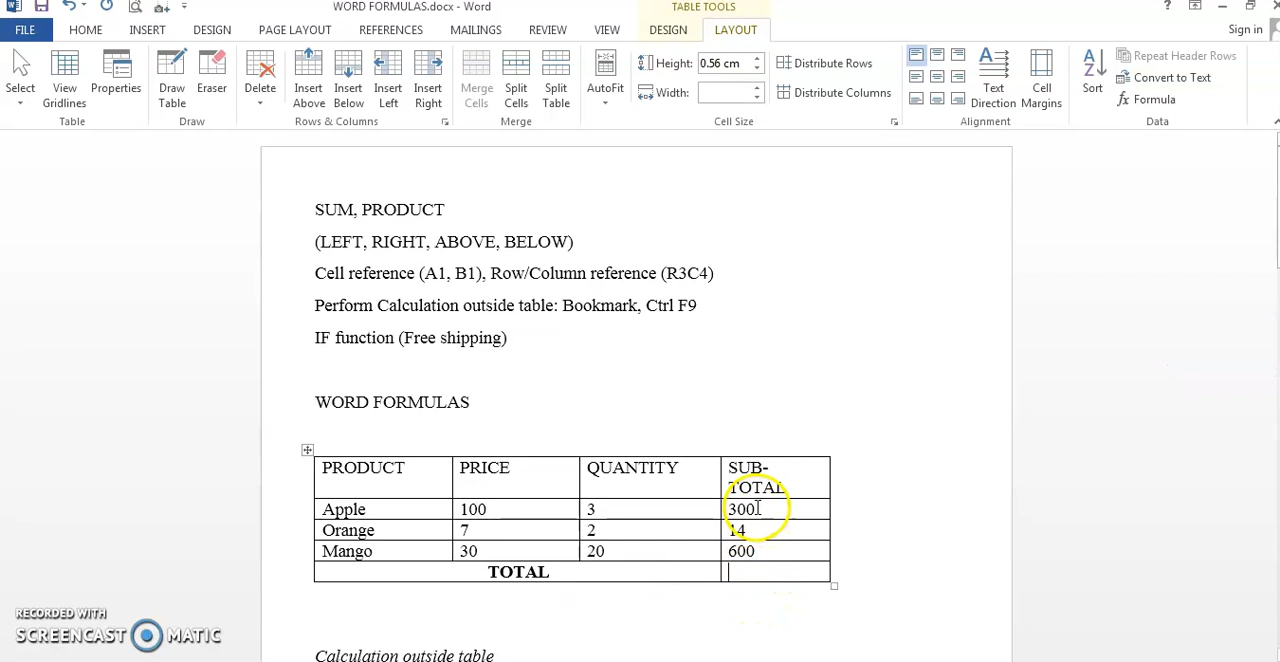 WORD FORMULAS.docx - Word
TABLE TOOLS
? 
FILE HOME INSERT DESIGN PAGE LAYOUT REFERENCES MAILINGS REVIEW VIEW DESIGN LAYOUT Sign in
Select
View Gridlines
Properties
Draw Table
Eraser
Delete
Insert Above
Insert Below
Insert Left
Insert Right
Merge Cells
Split Cells
Split Table
AutoFit
Height: 0.56 cm
Width:
Distribute Rows
Distribute Columns
Text Direction
Cell Margins
Sort
Repeat Header Rows
Convert to Text
fx Formula
Table Draw Rows & Columns Merge Cell Size Alignment Data
SUM, PRODUCT
(LEFT, RIGHT, ABOVE, BELOW)
Cell reference (A1, B1), Row/Column reference (R3C4)
Perform Calculation outside table: Bookmark, Ctrl F9
IF function (Free shipping)
WORD FORMULAS
PRODUCT PRICE QUANTITY SUB-
TOTAL
Apple 100 3 300
Orange 7 2 14
Mango 30 20 600
TOTAL
Calculation outside table
RECORDED WITH
SCREENCAST MATIC